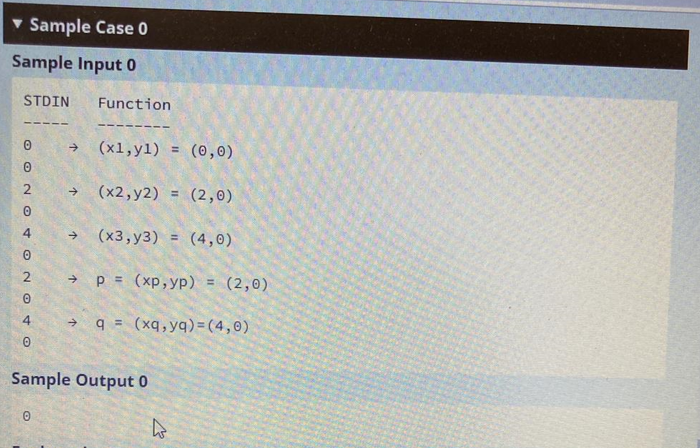 ▼ Sample Case 0
Sample Input 0
STDIN Function
----- --------
0 → (x1,y1) = (0,0)
0
2 → (x2,y2) = (2,0)
0
4 → (x3,y3) = (4,0)
0
2 → p = (xp,yp) = (2,0)
0
4 → q = (xq,yq)=(4,0)
0
Sample Output 0
0